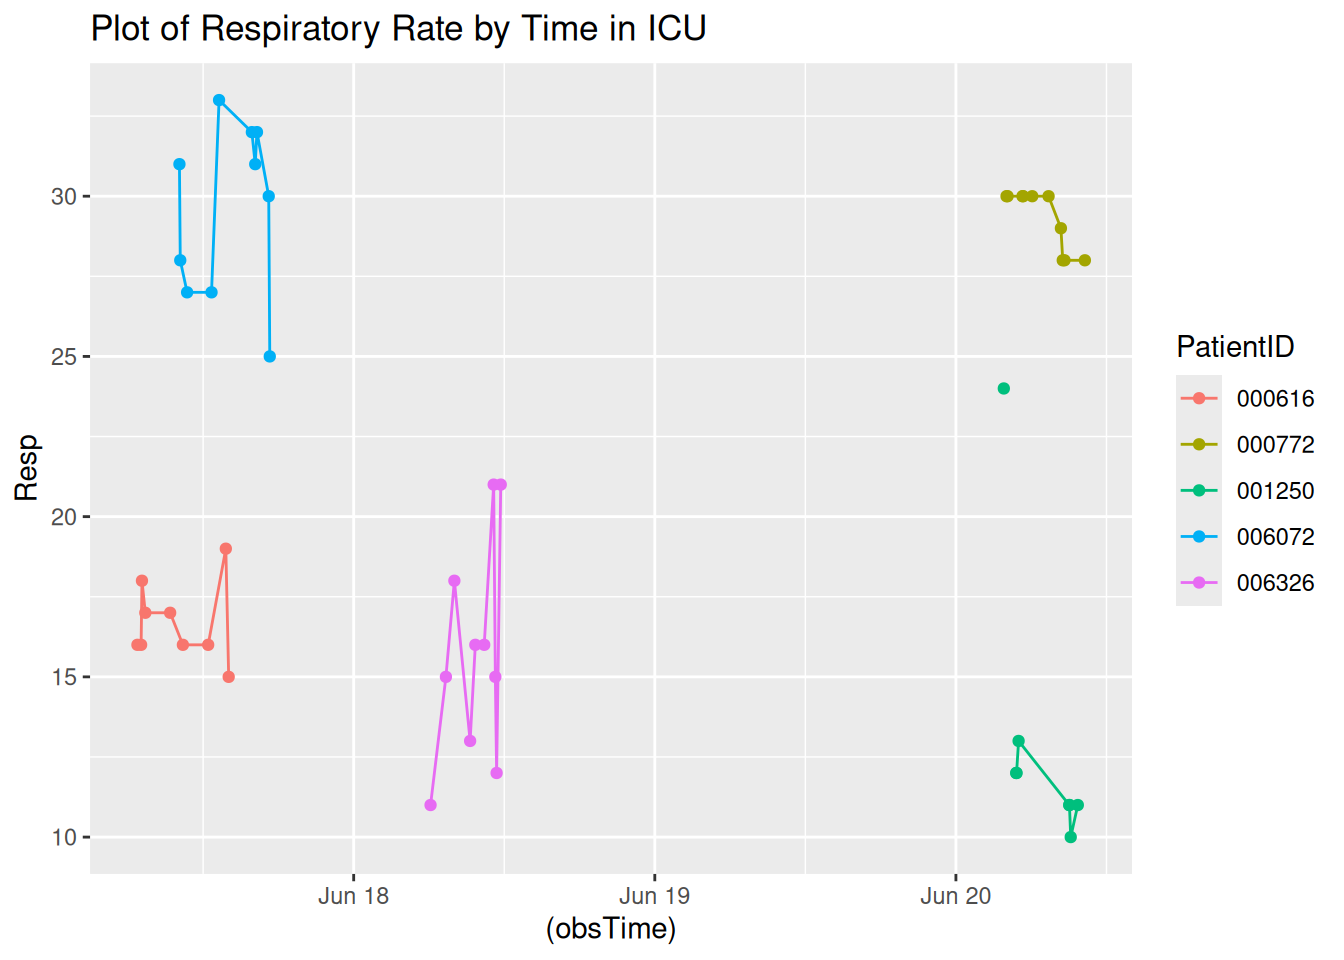 Plot of Respiratory Rate by Time in ICU
30
25
20
15
10
Resp
Jun 18
Jun 19
Jun 20
(obsTime)
PatientID
000616
000772
001250
006072
006326